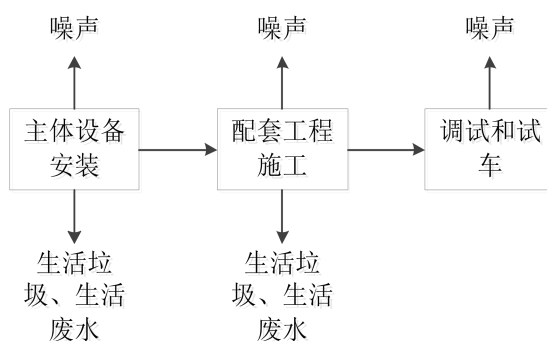 噪声
噪声
噪声
主体设备
安装
配套工程
施工
调试和试
车
生活垃
圾、生活
废水
生活垃
圾、生活
废水